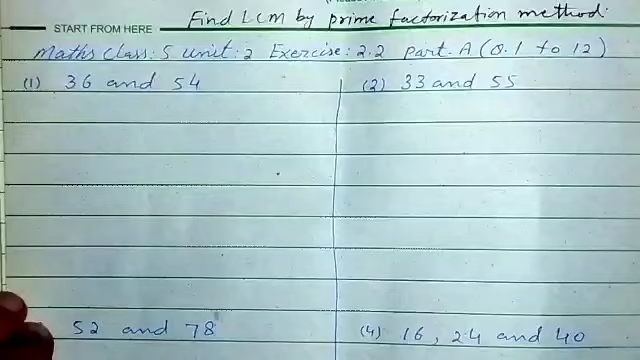 Find LCM by prime factorization method.
START FROM HERE
Maths Class: 5 unit: 2 Exercise: 2.2 part. A (Q.1 to 12)
(1) 36 and 54
(2) 33 and 55
52 and 78
(4) 16, 24 and 40